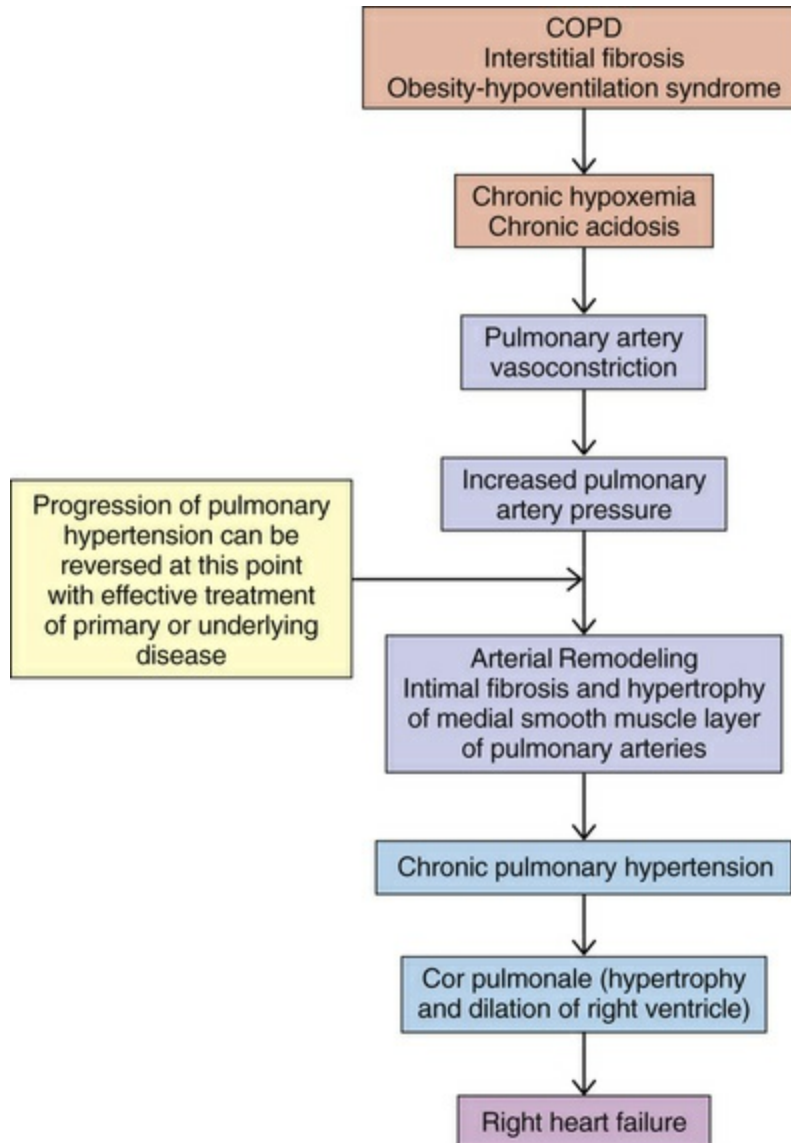 COPD
Interstitial fibrosis
Obesity-hypoventilation syndrome
Chronic hypoxemia
Chronic acidosis
Pulmonary artery
vasoconstriction
Increased pulmonary
artery pressure
Progression of pulmonary
hypertension can be
reversed at this point
with effective treatment
of primary or underlying
disease
Arterial Remodeling
Intimal fibrosis and hypertrophy
of medial smooth muscle layer
of pulmonary arteries
Chronic pulmonary hypertension
Cor pulmonale (hypertrophy
and dilation of right ventricle)
Right heart failure